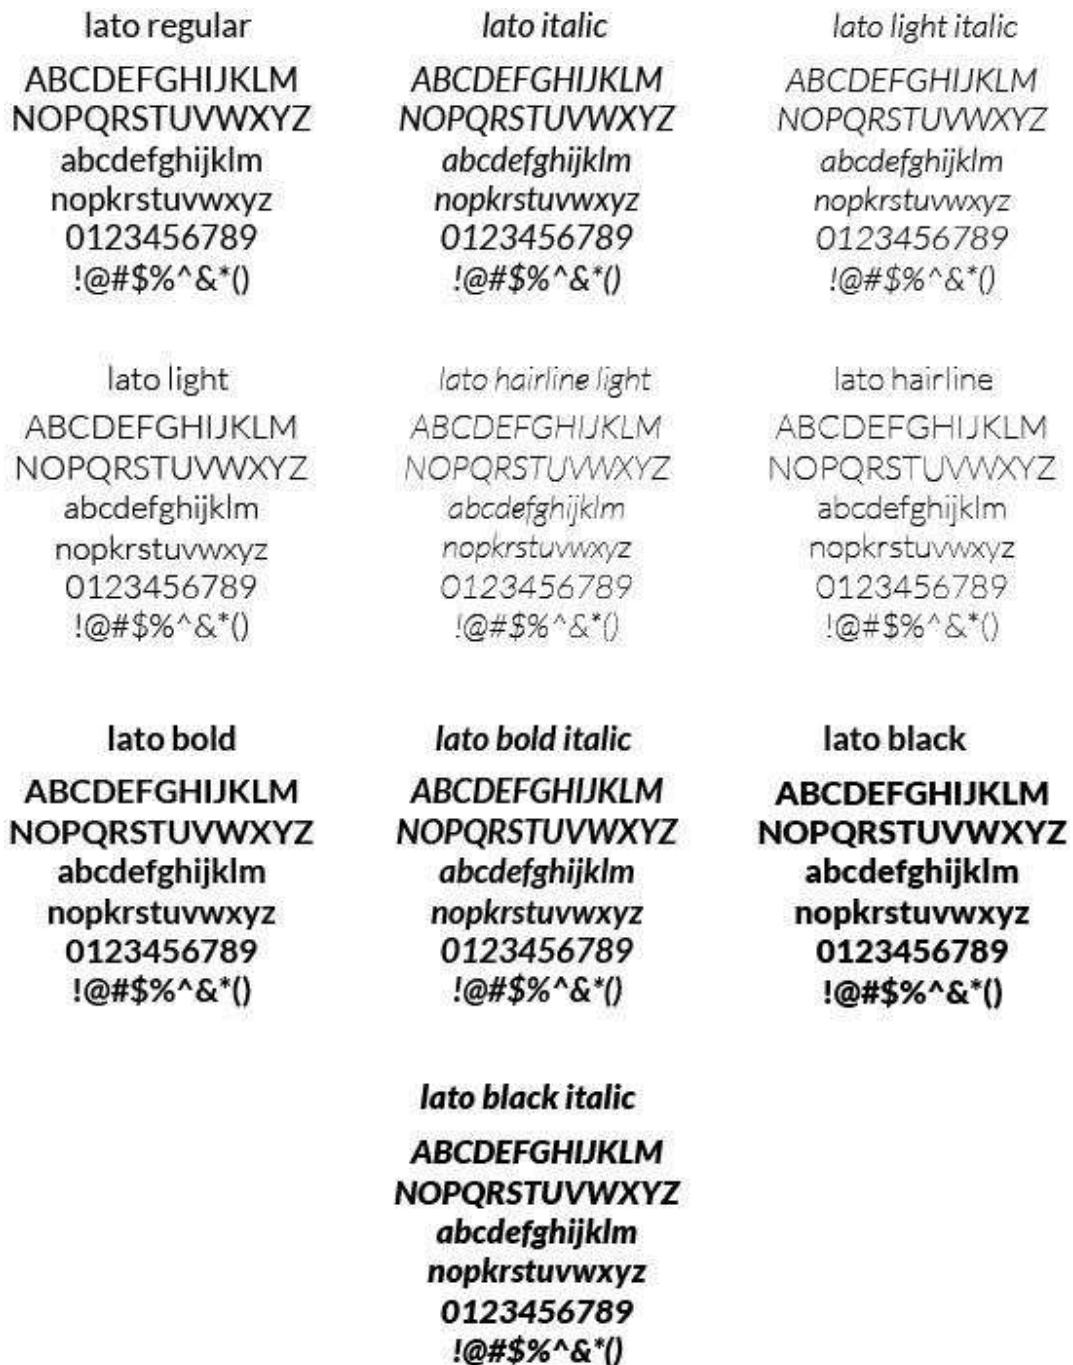 lato regular
ABCDEFGHIJKLM
NOPQRSTUVWXYZ
abcdefghijklm
nopkrstuvwxyz
0123456789
!@#$%^&*()
lato italic
ABCDEFGHIJKLM
NOPQRSTUVWXYZ
abcdefghijklm
nopkrstuvwxyz
0123456789
!@#$%^&*()
lato light italic
ABCDEFGHIJKLM
NOPQRSTUVWXYZ
abcdefghijklm
nopkrstuvwxyz
0123456789
!@#$%^&*()
lato light
ABCDEFGHIJKLM
NOPQRSTUVWXYZ
abcdefghijklm
nopkrstuvwxyz
0123456789
!@#$%^&*()
lato hairline light
ABCDEFGHIJKLM
NOPQRSTUVWXYZ
abcdefghijklm
nopkrstuvwxyz
0123456789
!@#$%^&*()
lato hairline
ABCDEFGHIJKLM
NOPQRSTUVWXYZ
abcdefghijklm
nopkrstuvwxyz
0123456789
!@#$%^&*()
lato bold
ABCDEFGHIJKLM
NOPQRSTUVWXYZ
abcdefghijklm
nopkrstuvwxyz
0123456789
!@#$%^&*()
lato bold italic
ABCDEFGHIJKLM
NOPQRSTUVWXYZ
abcdefghijklm
nopkrstuvwxyz
0123456789
!@#$%^&*()
lato black
ABCDEFGHIJKLM
NOPQRSTUVWXYZ
abcdefghijklm
nopkrstuvwxyz
0123456789
!@#$%^&*()
lato black italic
ABCDEFGHIJKLM
NOPQRSTUVWXYZ
abcdefghijklm
nopkrstuvwxyz
0123456789
!@#$%^&*()